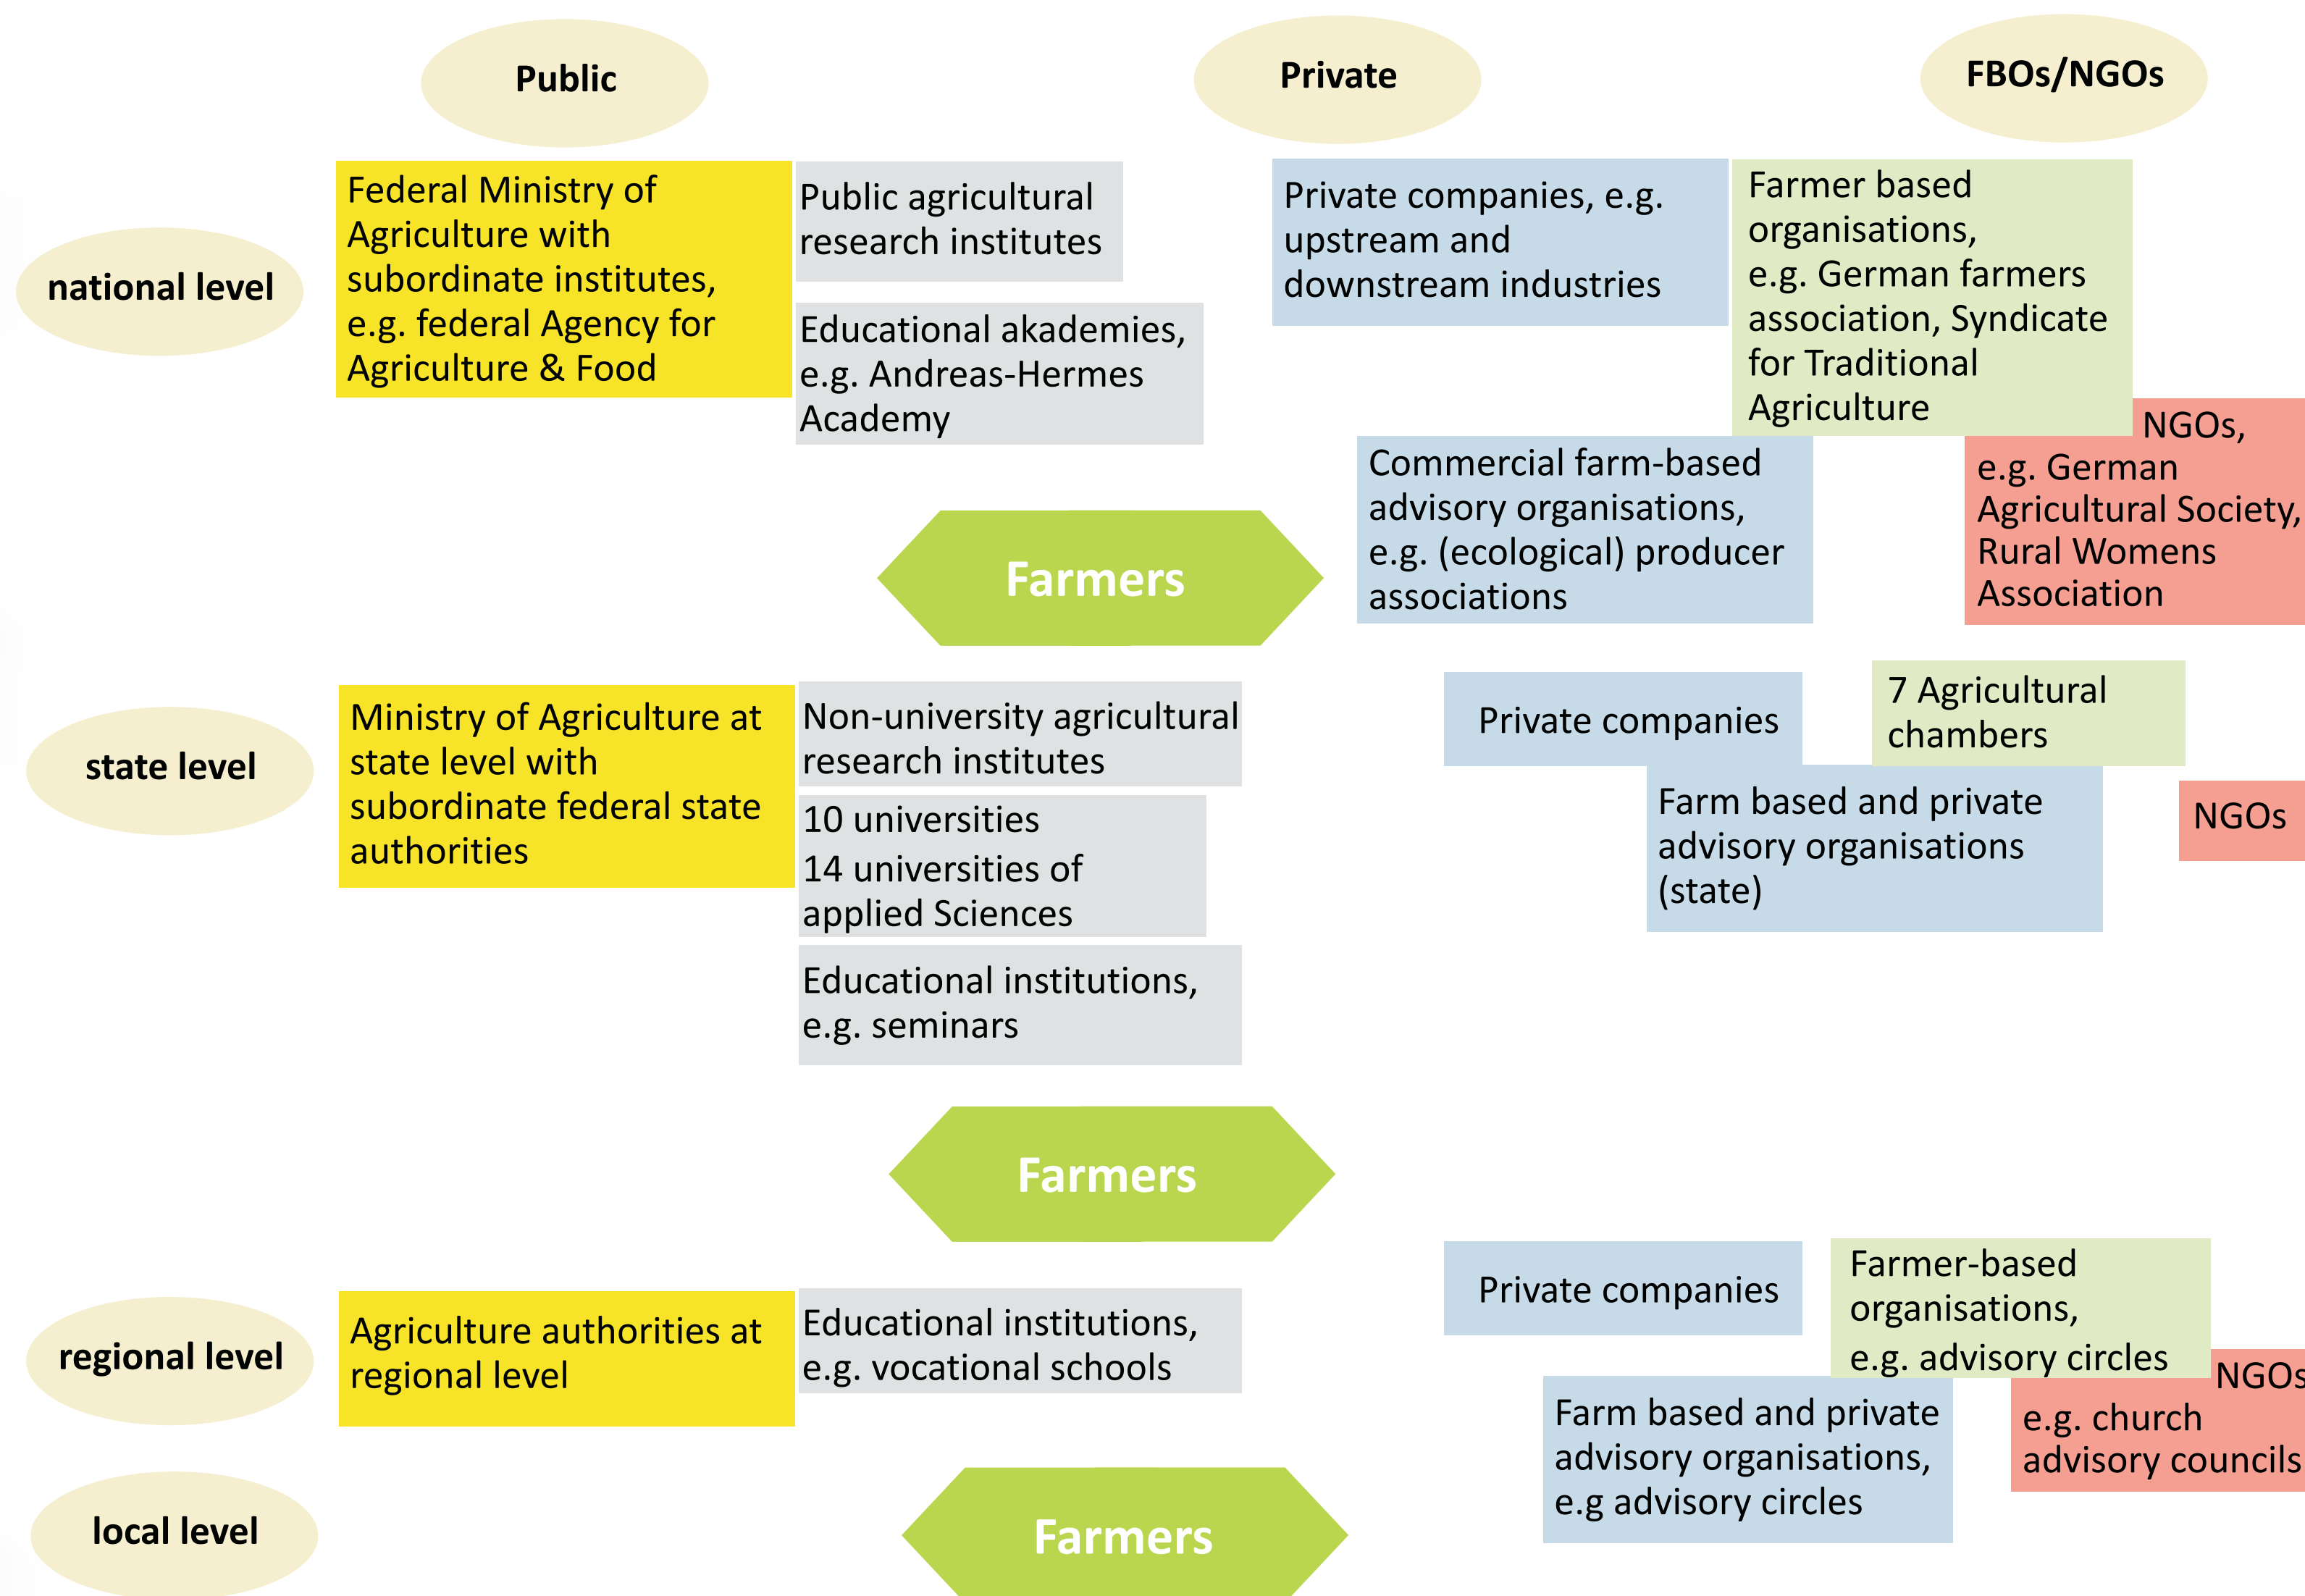 Public
Private
FBOs/NGOs
national level
Federal Ministry of
Agriculture with
subordinate institutes,
e.g. federal Agency for
Agriculture & Food
Public agricultural
research institutes
Educational akademies,
e.g. Andreas-Hermes
Academy
Private companies, e.g.
upstream and
downstream industries
Farmer based
organisations,
e.g. German farmers
association, Syndicate
for Traditional
Agriculture
Commercial farm-based
advisory organisations,
e.g. (ecological) producer
associations
NGOs,
e.g. German
Agricultural Society,
Rural Womens
Association
Farmers
state level
Ministry of Agriculture at
state level with
subordinate federal state
authorities
Non-university agricultural
research institutes
10 universities
14 universities of
applied Sciences
Educational institutions,
e.g. seminars
Private companies
7 Agricultural
chambers
Farm based and private
advisory organisations
(state)
NGOs
Farmers
regional level
Agriculture authorities at
regional level
Educational institutions,
e.g. vocational schools
Private companies
Farmer-based
organisations,
e.g. advisory circles
Farm based and private
advisory organisations,
e.g advisory circles
NGOs
e.g. church
advisory councils
local level
Farmers